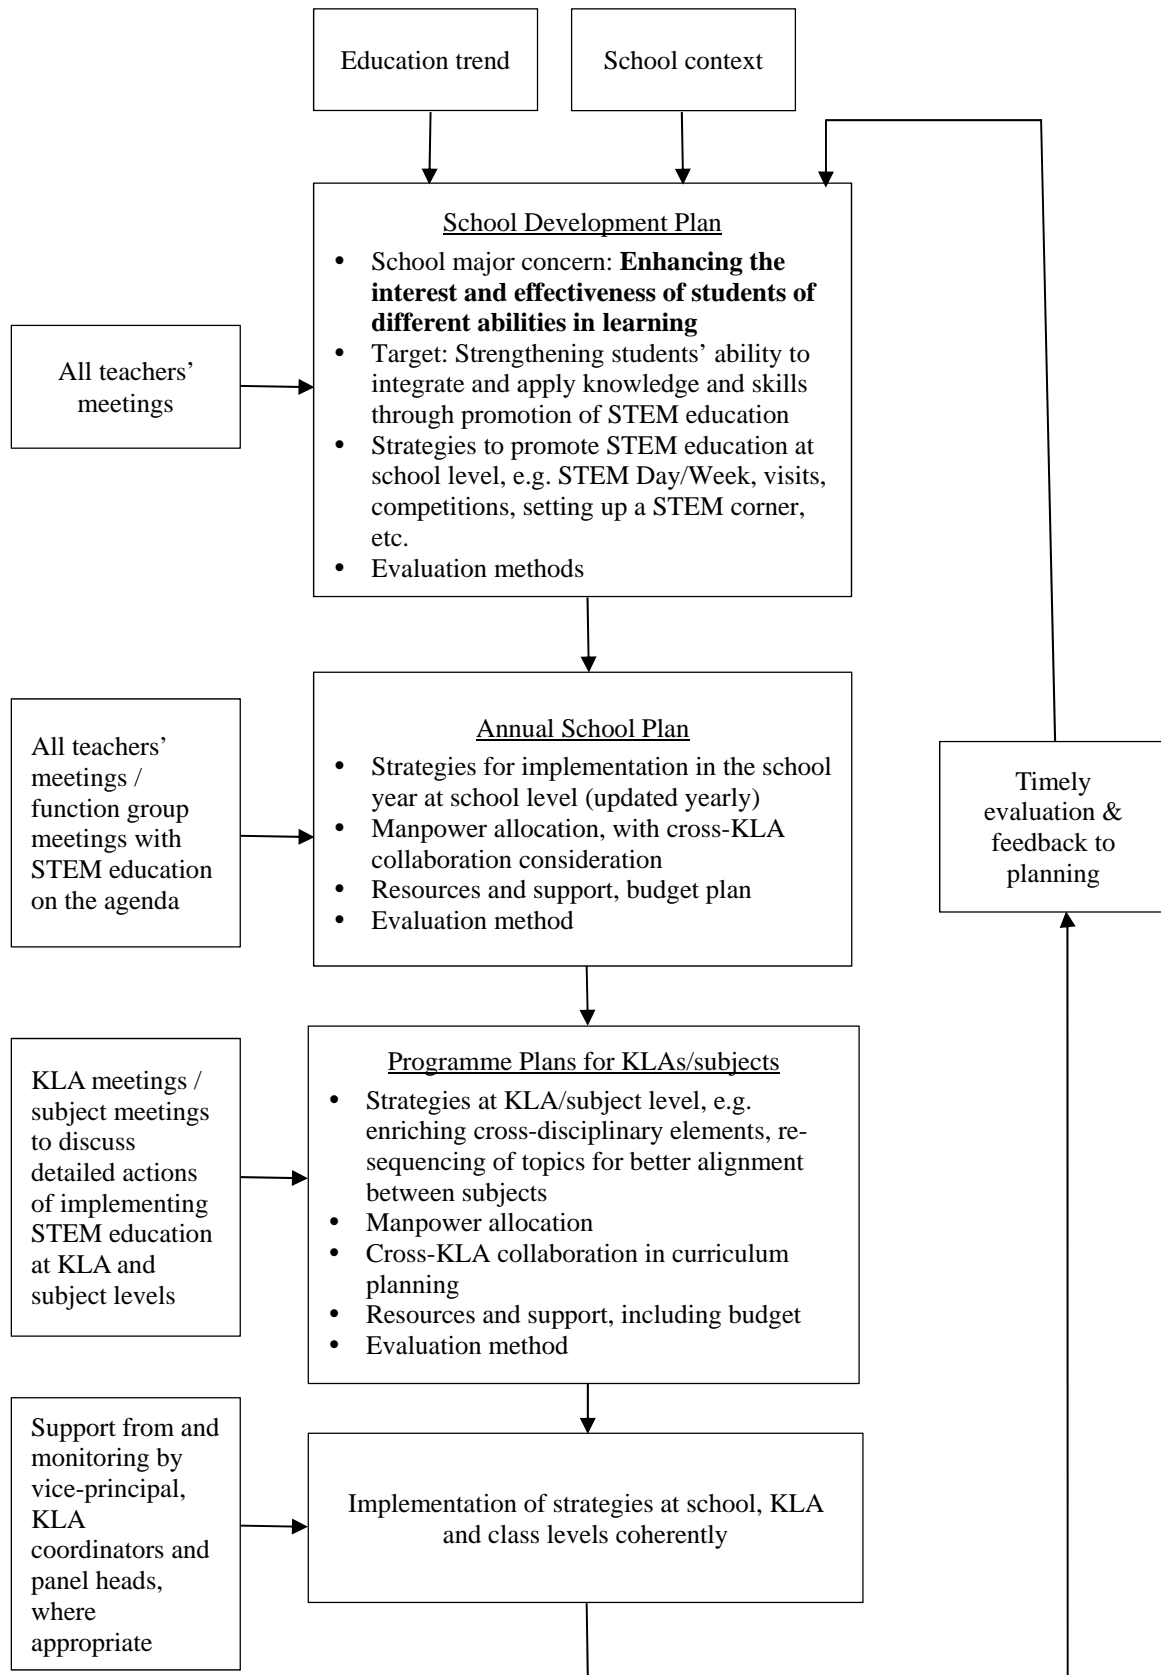 Education trend
School context
School Development Plan
• School major concern: Enhancing the
interest and effectiveness of students of
different abilities in learning
• Target: Strengthening students’ ability to
integrate and apply knowledge and skills
through promotion of STEM education
• Strategies to promote STEM education at
school level, e.g. STEM Day/Week, visits,
competitions, setting up a STEM corner,
etc.
• Evaluation methods
All teachers’
meetings
Annual School Plan
• Strategies for implementation in the school
year at school level (updated yearly)
• Manpower allocation, with cross-KLA
collaboration consideration
• Resources and support, budget plan
• Evaluation method
All teachers’
meetings /
function group
meetings with
STEM education
on the agenda
Timely
evaluation &
feedback to
planning
Programme Plans for KLAs/subjects
• Strategies at KLA/subject level, e.g.
enriching cross-disciplinary elements, re-
sequencing of topics for better alignment
between subjects
• Manpower allocation
• Cross-KLA collaboration in curriculum
planning
• Resources and support, including budget
• Evaluation method
KLA meetings /
subject meetings
to discuss
detailed actions
of implementing
STEM education
at KLA and
subject levels
Support from and
monitoring by
vice-principal,
KLA
coordinators and
panel heads,
where
appropriate
Implementation of strategies at school, KLA
and class levels coherently